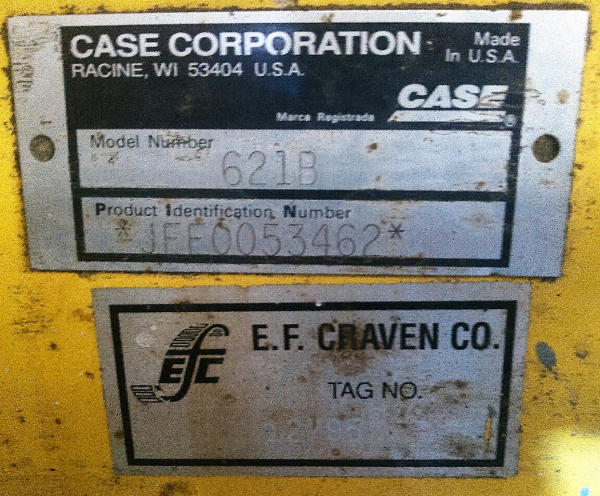 CASE CORPORATION
RACINE, WI 53404 U.S.A.
Made
In U.S.A.
CASE
®
Marca Registrada
Model Number
621B
Product Identification Number
*JEE0053462*
EFC
E.F. CRAVEN CO.
TAG NO.